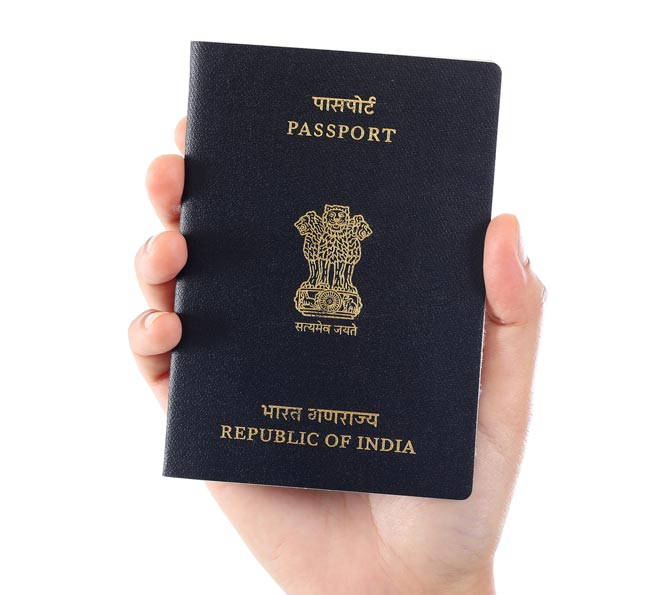 पासपोर्ट
PASSPORT
सत्यमेव जयते
भारत गणराज्य
REPUBLIC OF INDIA